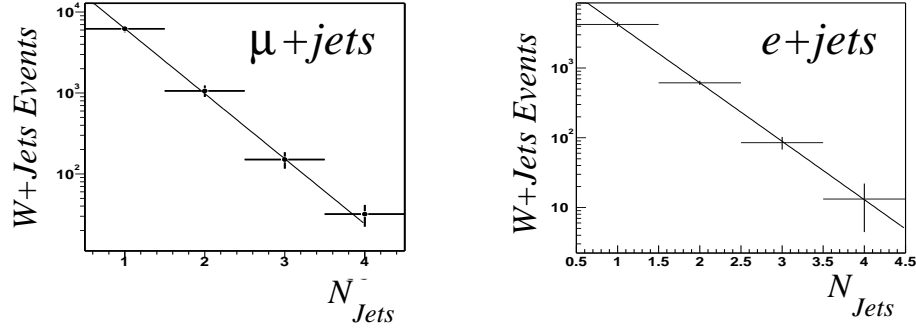 W+Jets Events
10⁴
10³
10²
μ+jets
1 2 3 4
N_Jets
W+Jets Events
10³
10²
10
e+jets
0.5 1 1.5 2 2.5 3 3.5 4 4.5
N_Jets